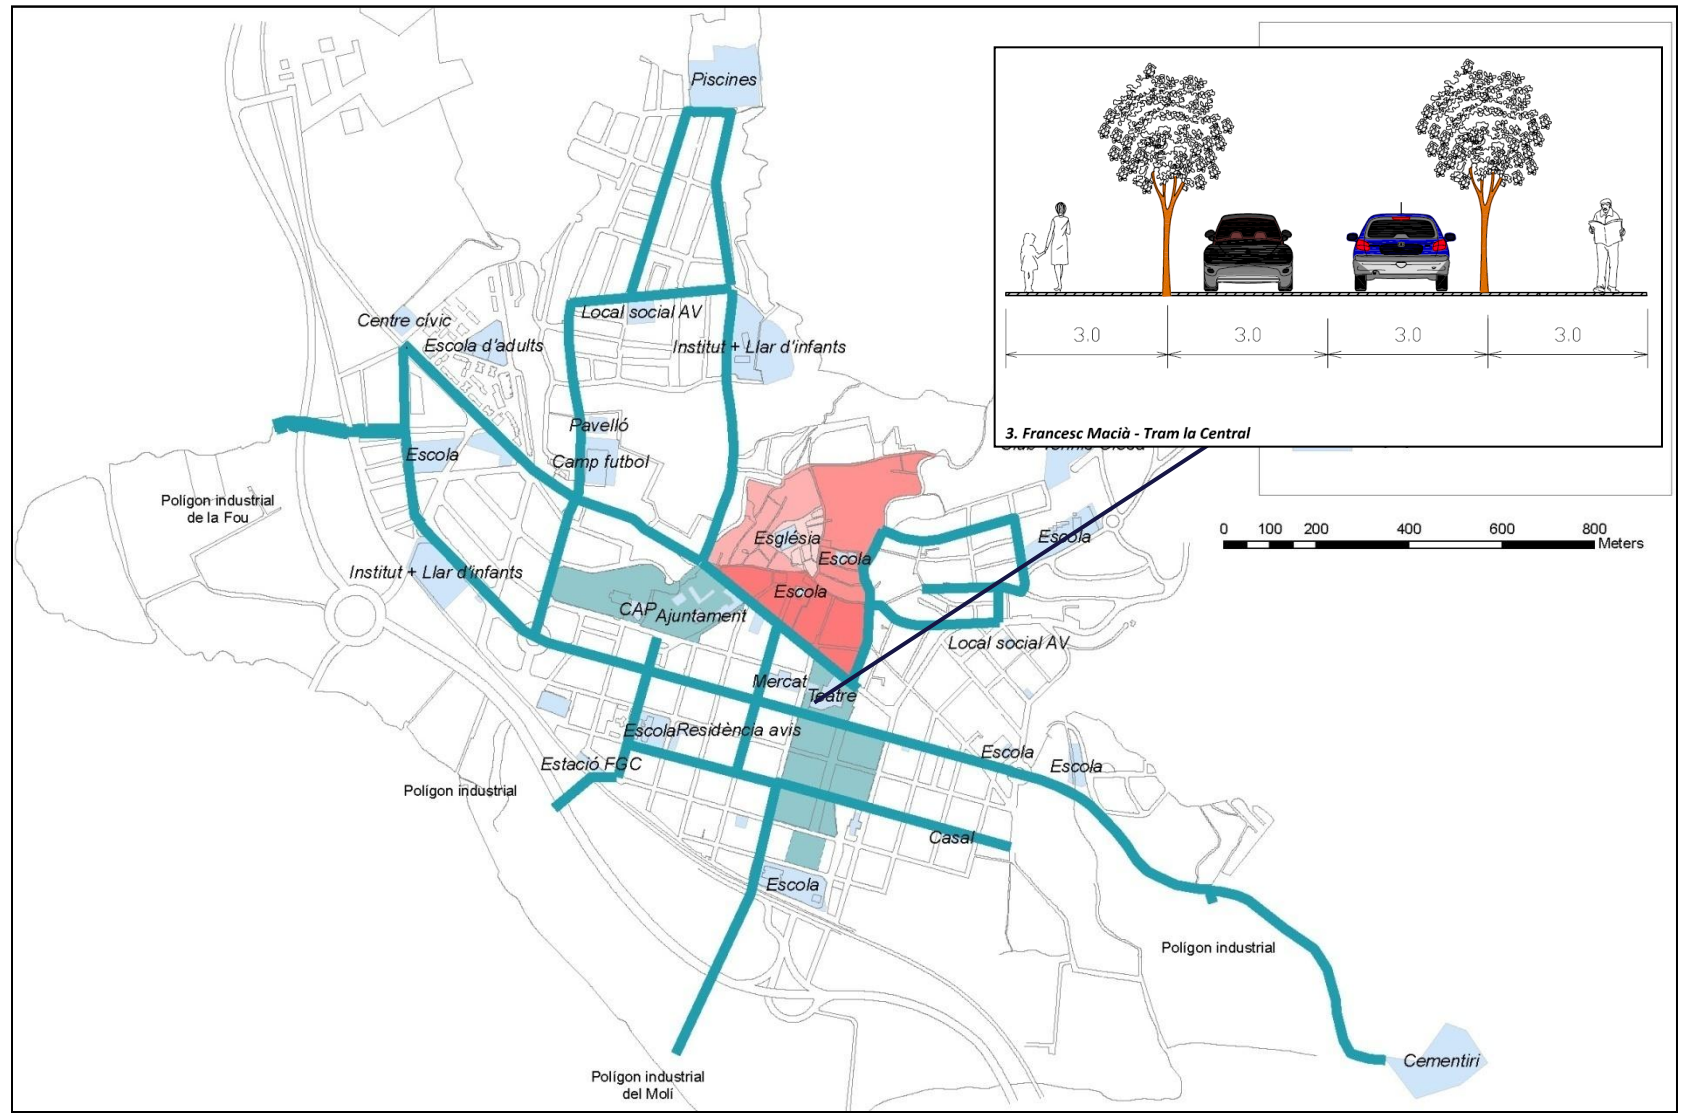 Piscines
3.0 3.0 3.0 3.0
3. Francesc Macià - Tram la Central
Centre cívic
Local social AV
Escola d'adults
Institut + Llar d'infants
Pavelló
Escola
Camp futbol
Polígon industrial
de la Fou
0 100 200 400 600 800
Meters
Església
Escola
Escola
Institut + Llar d'infants
Escola
CAP
Ajuntament
Local social AV
Mercat
Teatre
Escola
Residència avis
Escola
Estació FGC
Escola
Polígon industrial
Casal
Escola
Polígon industrial
Cementiri
Polígon industrial
del Molí